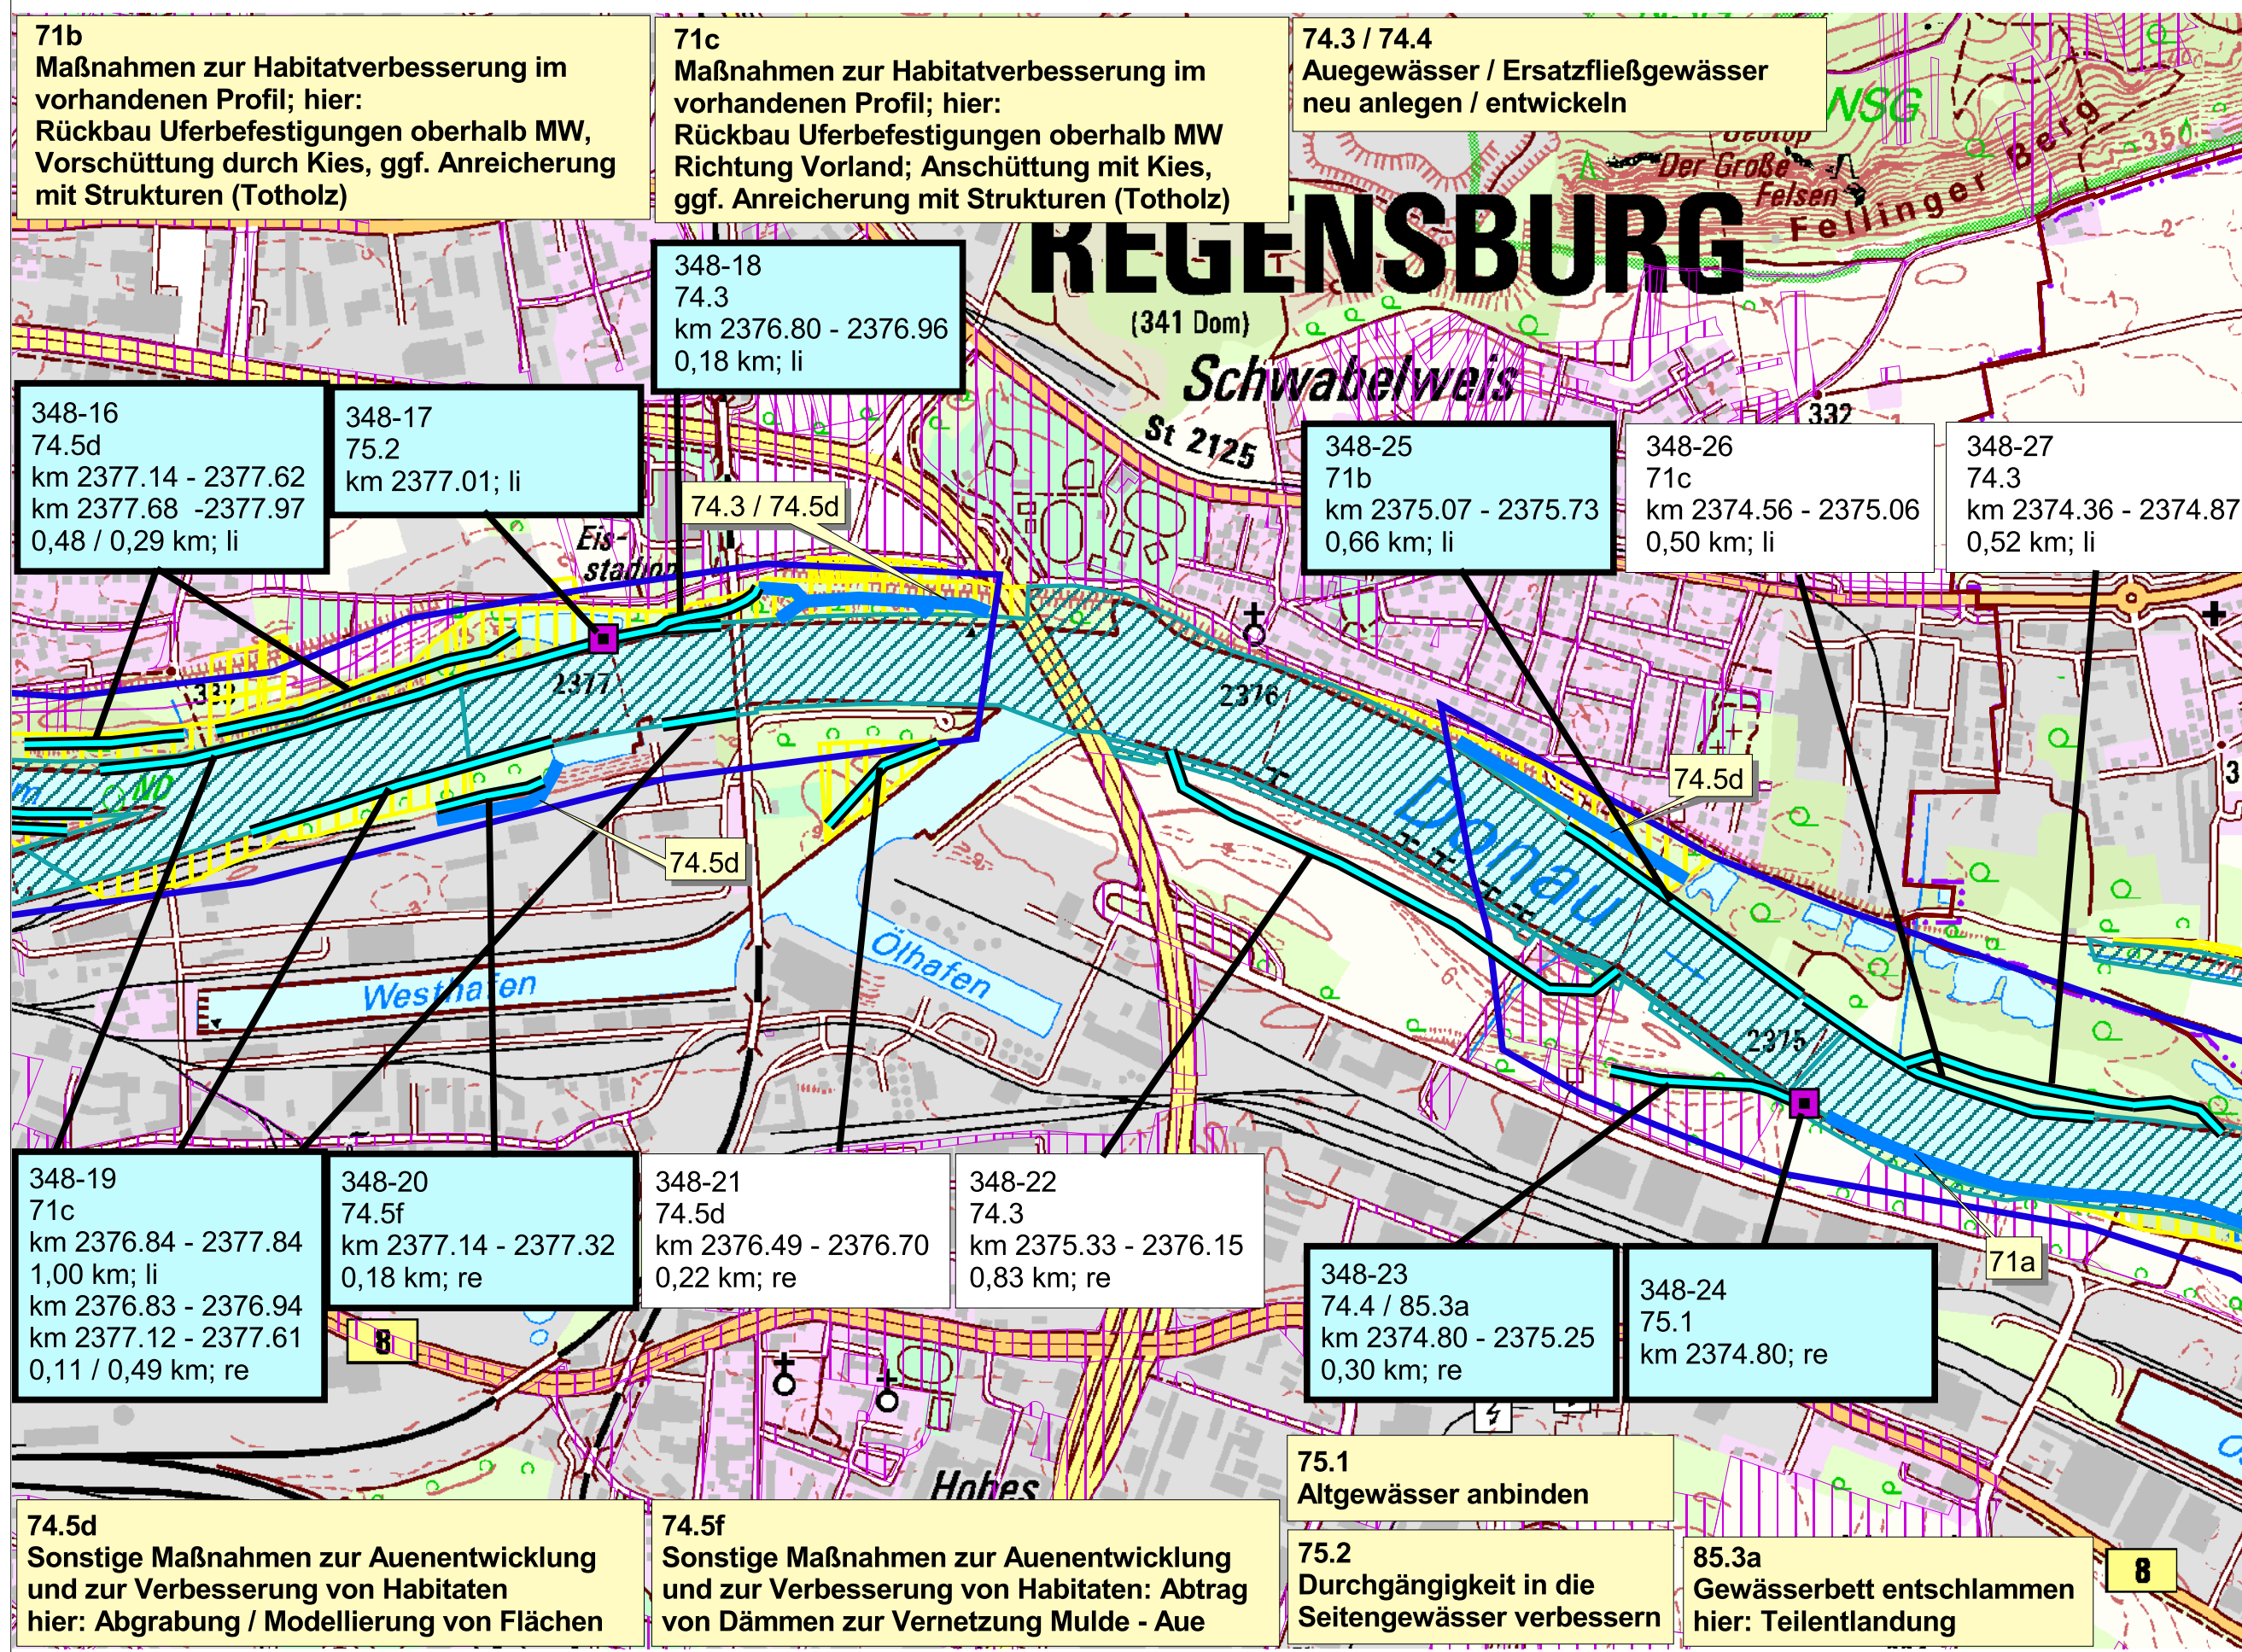 71b
Maßnahmen zur Habitatverbesserung im
vorhandenen Profil; hier:
Rückbau Uferbefestigungen oberhalb MW,
Vorschüttung durch Kies, ggf. Anreicherung
mit Strukturen (Totholz)
71c
Maßnahmen zur Habitatverbesserung im
vorhandenen Profil; hier:
Rückbau Uferbefestigungen oberhalb MW
Richtung Vorland; Anschüttung mit Kies,
ggf. Anreicherung mit Strukturen (Totholz)
74.3 / 74.4
Auegewässer / Ersatzfließgewässer
neu anlegen / entwickeln
NSG
Geotop
Der Große
Felsen
Fellinger Berg
350
REGENSBURG
(341 Dom)
Schwabelweis
St 2125
332
348-18
74.3
km 2376.80 - 2376.96
0,18 km; li
348-16
74.5d
km 2377.14 - 2377.62
km 2377.68 -2377.97
0,48 / 0,29 km; li
348-17
75.2
km 2377.01; li
74.3 / 74.5d
348-25
71b
km 2375.07 - 2375.73
0,66 km; li
348-26
71c
km 2374.56 - 2375.06
0,50 km; li
348-27
74.3
km 2374.36 - 2374.87
0,52 km; li
Eis-
stadion
2377
2376
ND
Donau
74.5d
74.5d
Westhafen
Ölhafen
2375
71a
348-19
71c
km 2376.84 - 2377.84
1,00 km; li
km 2376.83 - 2376.94
km 2377.12 - 2377.61
0,11 / 0,49 km; re
348-20
74.5f
km 2377.14 - 2377.32
0,18 km; re
348-21
74.5d
km 2376.49 - 2376.70
0,22 km; re
348-22
74.3
km 2375.33 - 2376.15
0,83 km; re
348-23
74.4 / 85.3a
km 2374.80 - 2375.25
0,30 km; re
348-24
75.1
km 2374.80; re
8
Hohes
74.5d
Sonstige Maßnahmen zur Auenentwicklung
und zur Verbesserung von Habitaten
hier: Abgrabung / Modellierung von Flächen
74.5f
Sonstige Maßnahmen zur Auenentwicklung
und zur Verbesserung von Habitaten: Abtrag
von Dämmen zur Vernetzung Mulde - Aue
75.1
Altgewässer anbinden
75.2
Durchgängigkeit in die
Seitengewässer verbessern
85.3a
Gewässerbett entschlammen
hier: Teilentlandung
8